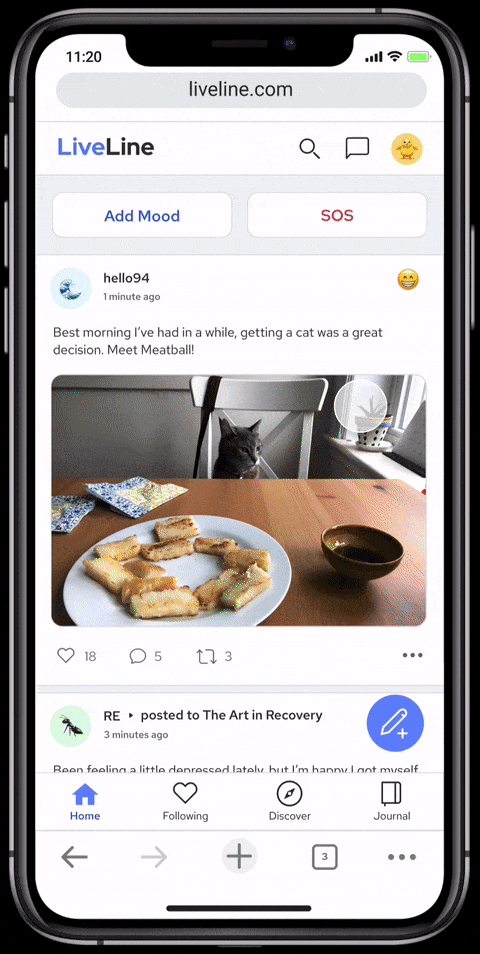 11:20
liveline.com
LiveLine
Add Mood
SOS
hello94
1 minute ago
Best morning I've had in a while, getting a cat was a great
decision. Meet Meatball!
18
5
3
RE ‣ posted to The Art in Recovery
3 minutes ago
Been feeling a little depressed lately, but I'm happy I got myself
Home
Following
Discover
Journal
3